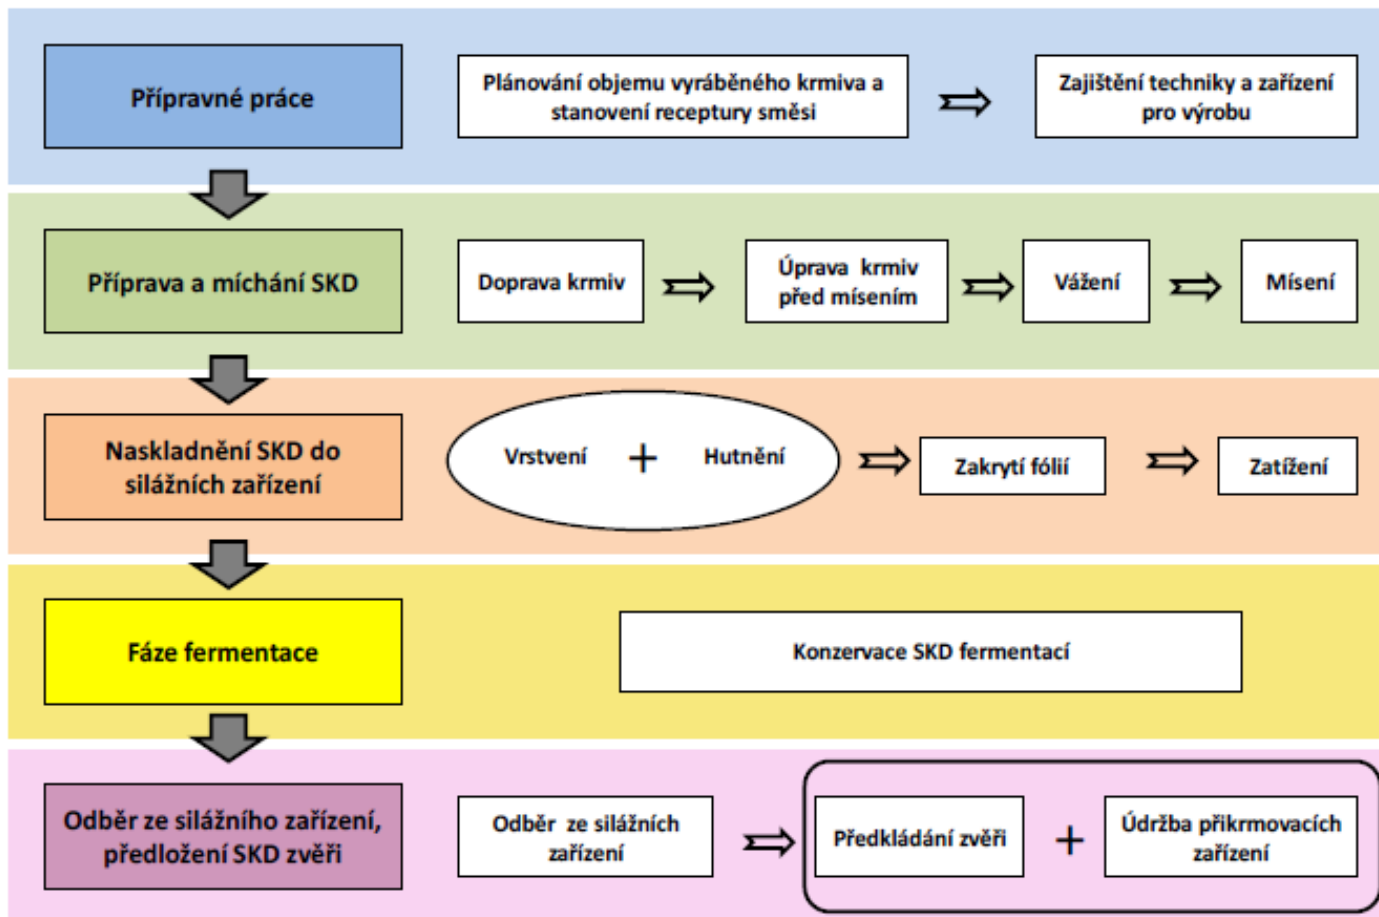 Přípravné práce
Plánování objemu vyráběného krmiva a
stanovení receptury směsi
Zajištění techniky a zařízení
pro výrobu
Příprava a míchání SKD
Doprava krmiv
Úprava krmiv
před mísením
Vážení
Mísení
Naskladnění SKD do
silážních zařízení
Vrstvení + Hutnění
Zakrytí fólií
Zatížení
Fáze fermentace
Konzervace SKD fermentací
Odběr ze silážního zařízení,
předložení SKD zvěři
Odběr ze silážních
zařízení
Předkládání zvěři
+
Údržba přikrmovacích
zařízení